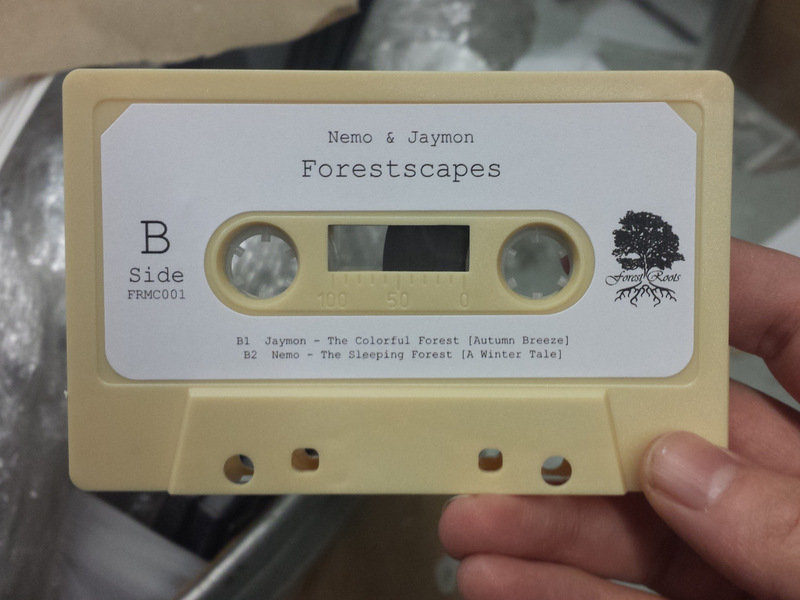 Nemo & Jaymon
Forestscapes
B
Side
FRMC001
Forest Roots
100 50 0
B1 Jaymon - The Colorful Forest [Autumn Breeze]
B2 Nemo - The Sleeping Forest [A Winter Tale]